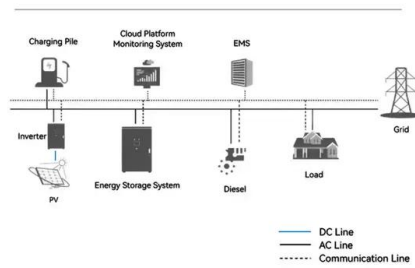 Charging Pile
Cloud Platform
Monitoring System
EMS
Grid
Inverter
PV
Energy Storage System
Diesel
Load
DC Line
AC Line
Communication Line